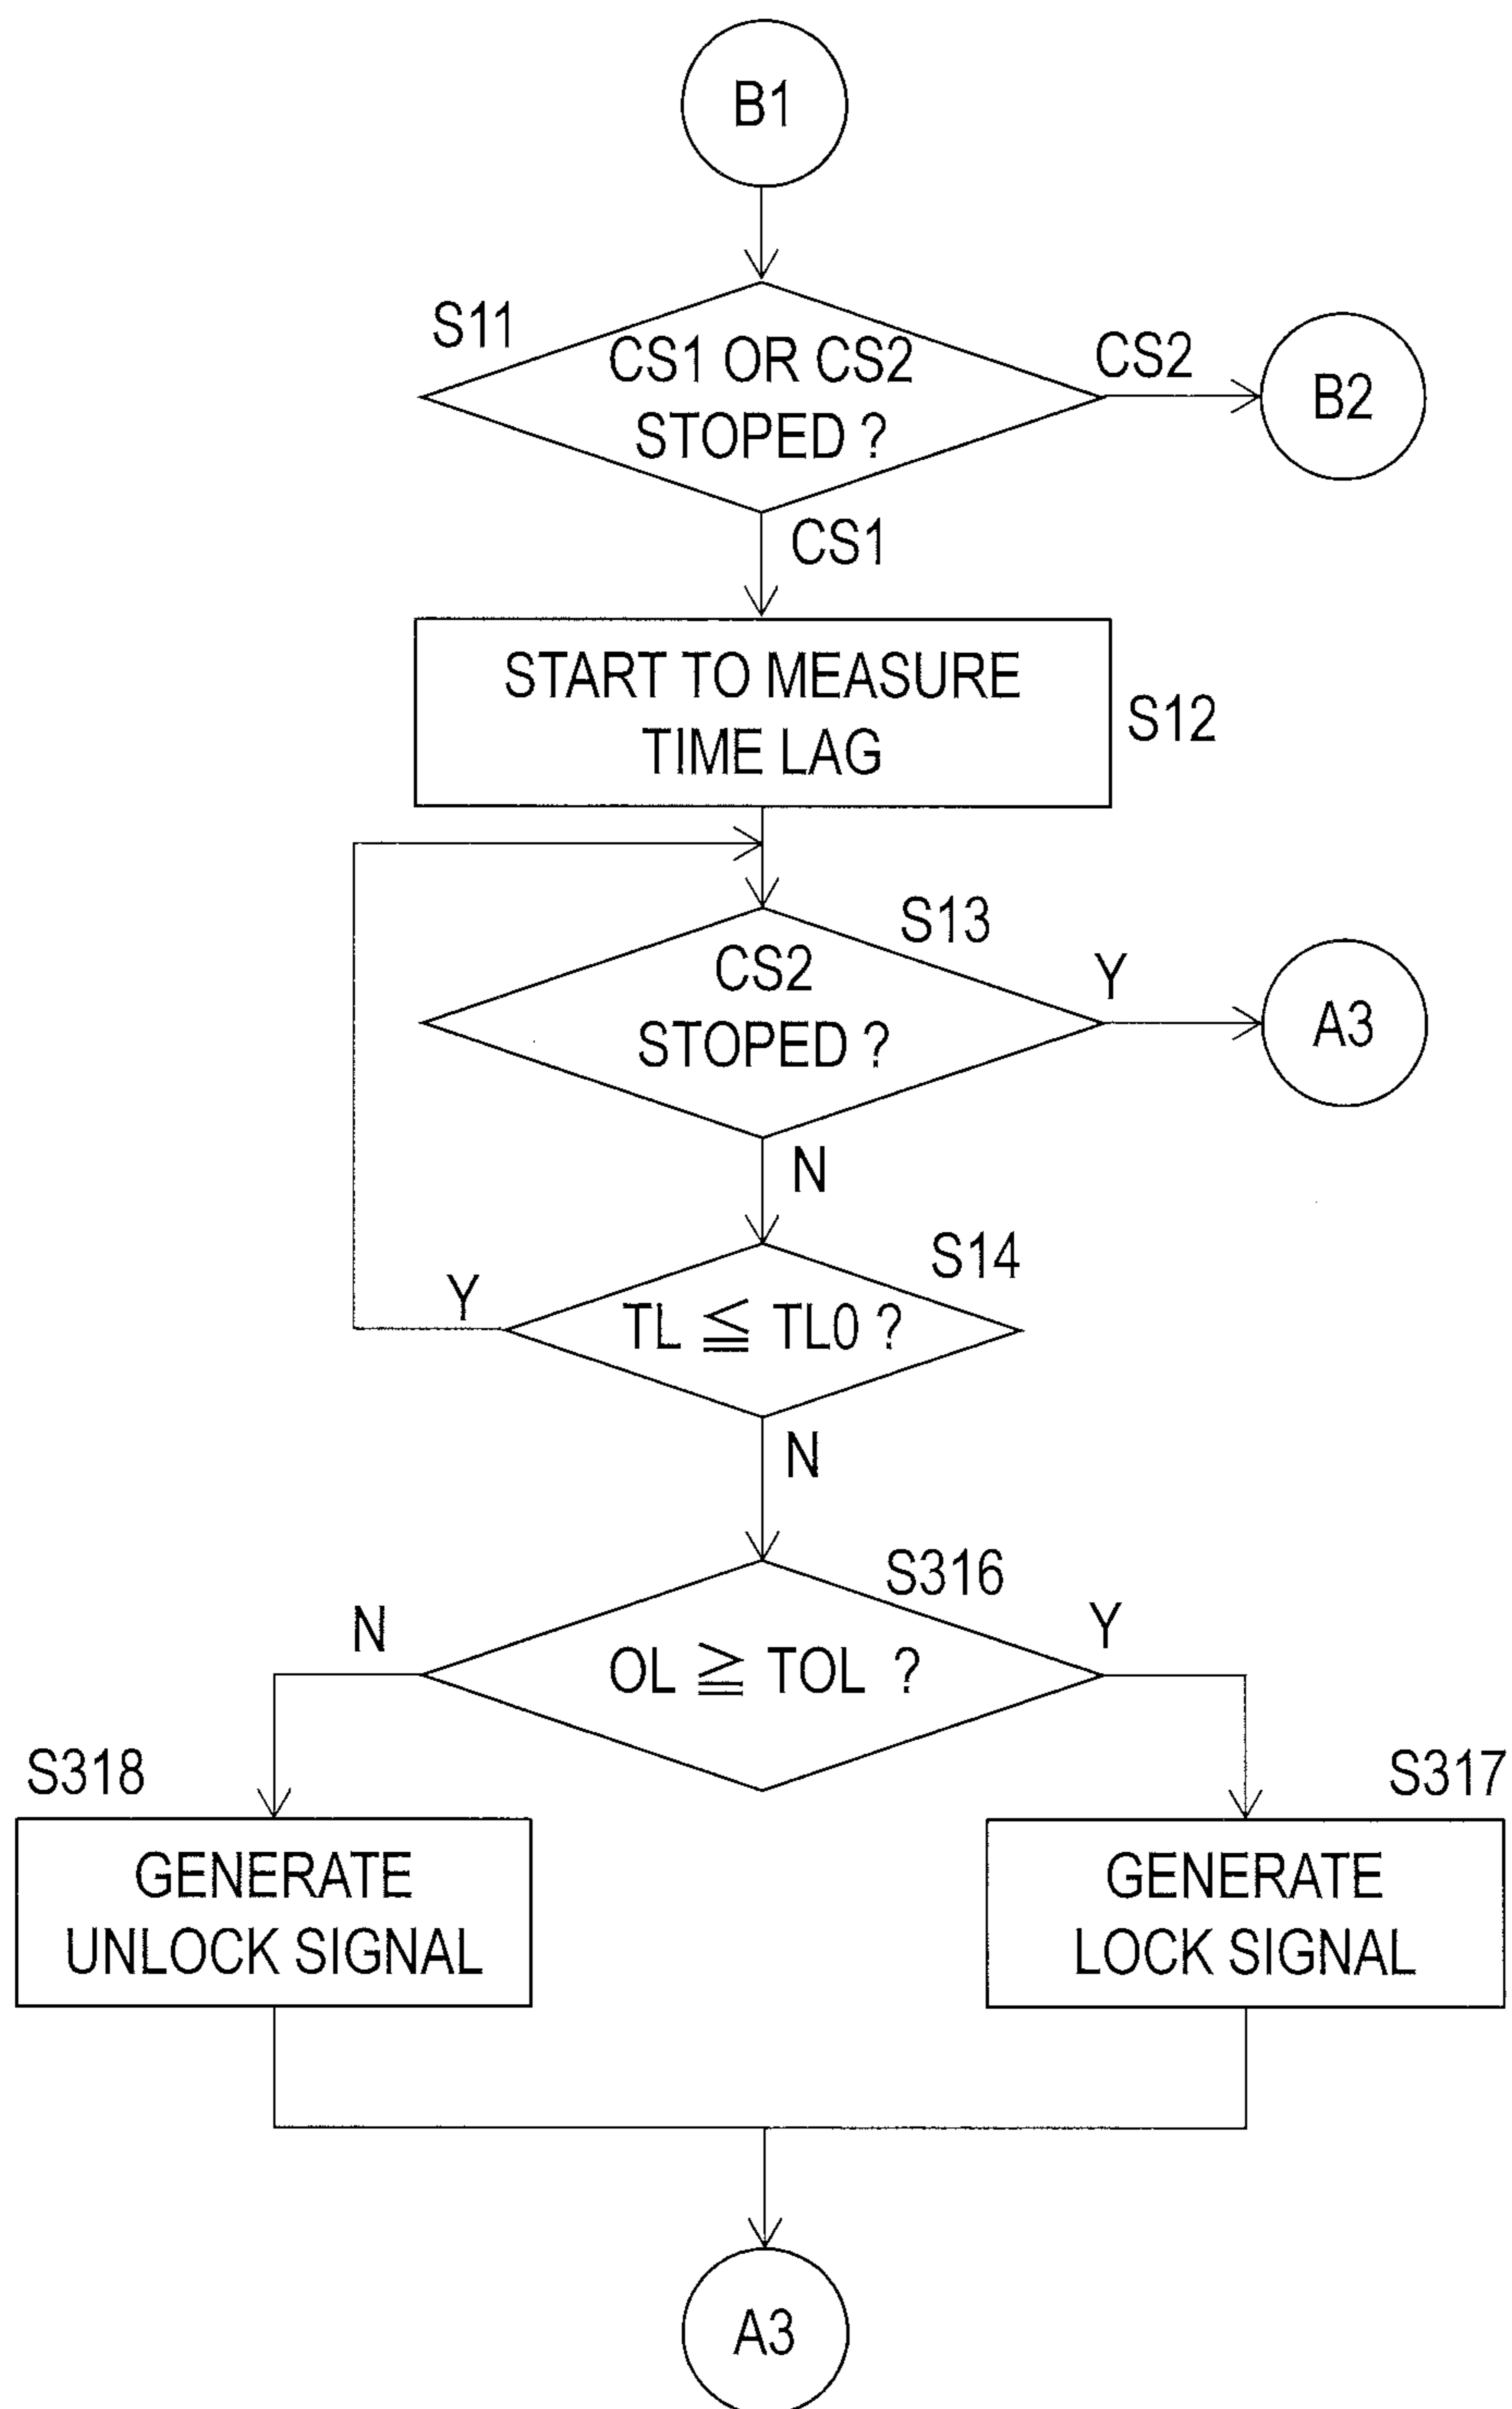 B1
S11
CS1 OR CS2
STOPED ?
CS2
B2
CS1
START TO MEASURE
TIME LAG
S12
S13
CS2
STOPED ?
Y
A3
N
S14
Y
TL ≦ TL0 ?
N
S316
N
OL ≧ TOL ?
Y
S318
S317
GENERATE
UNLOCK SIGNAL
GENERATE
LOCK SIGNAL
A3